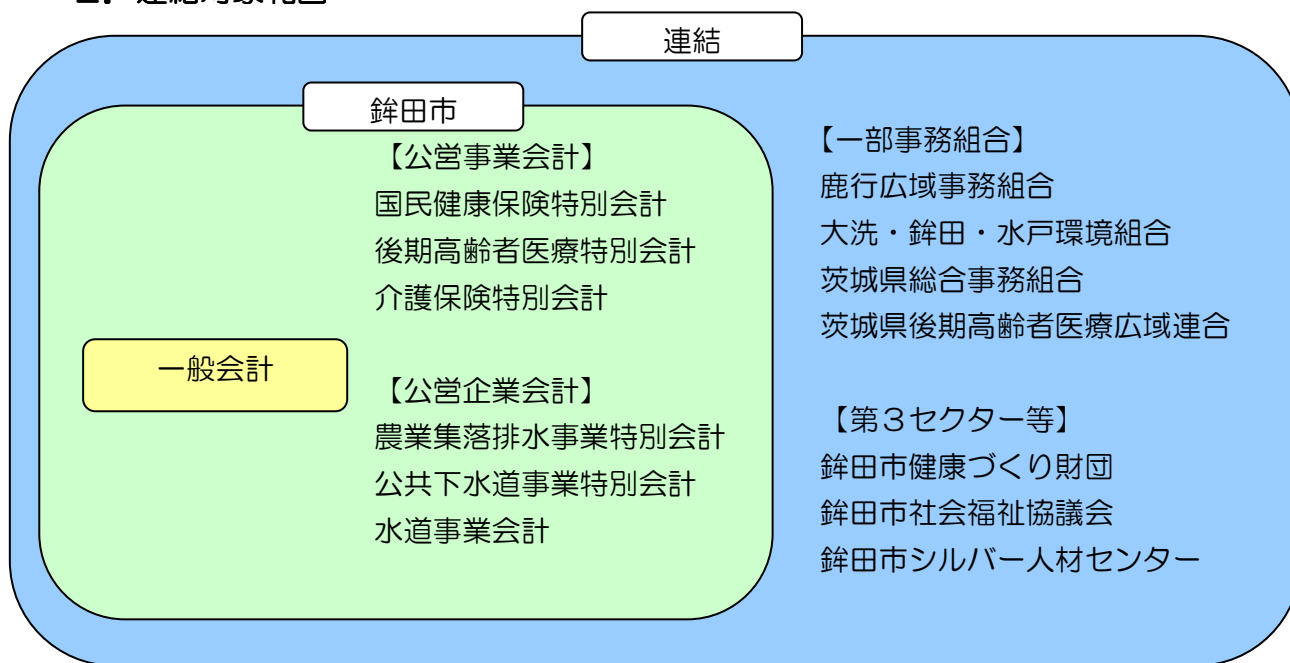 連結
鉾田市
【公営事業会計】
国民健康保険特別会計
後期高齢者医療特別会計
介護保険特別会計
一般会計
【公営企業会計】
農業集落排水事業特別会計
公共下水道事業特別会計
水道事業会計
【一部事務組合】
鹿行広域事務組合
大洗・鉾田・水戸環境組合
茨城県総合事務組合
茨城県後期高齢者医療広域連合
【第３セクター等】
鉾田市健康づくり財団
鉾田市社会福祉協議会
鉾田市シルバー人材センター